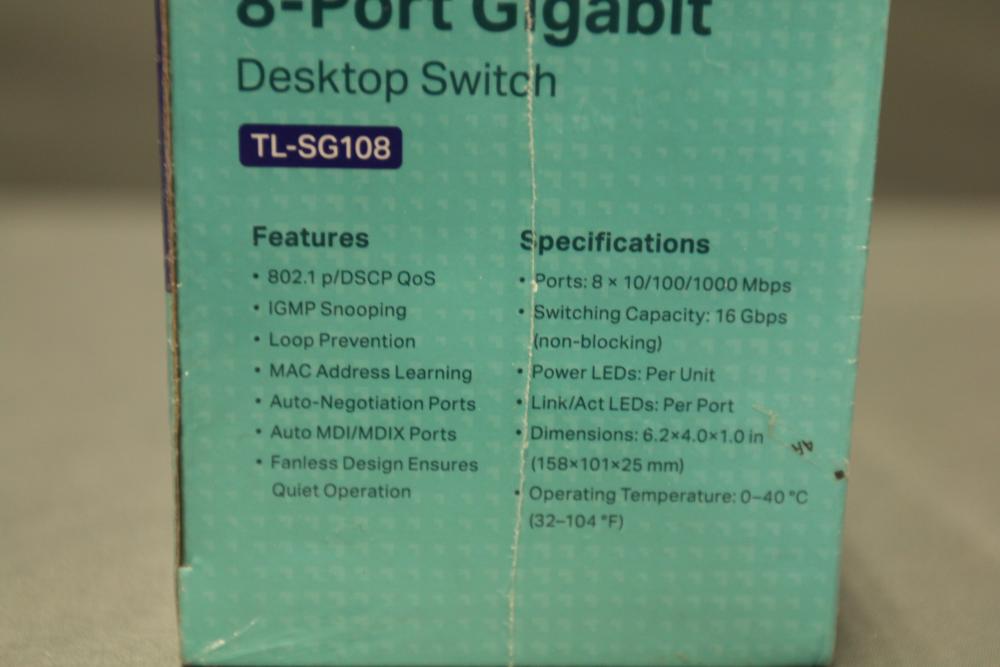 8-Port Gigabit
Desktop Switch
TL-SG108
Features
• 802.1 p/DSCP QoS
• IGMP Snooping
• Loop Prevention
• MAC Address Learning
• Auto-Negotiation Ports
• Auto MDI/MDIX Ports
• Fanless Design Ensures
Quiet Operation
Specifications
• Ports: 8 × 10/100/1000 Mbps
• Switching Capacity: 16 Gbps
(non-blocking)
• Power LEDs: Per Unit
• Link/Act LEDs: Per Port
• Dimensions: 6.2×4.0×1.0 in
(158×101×25 mm)
• Operating Temperature: 0–40 °C
(32–104 °F)